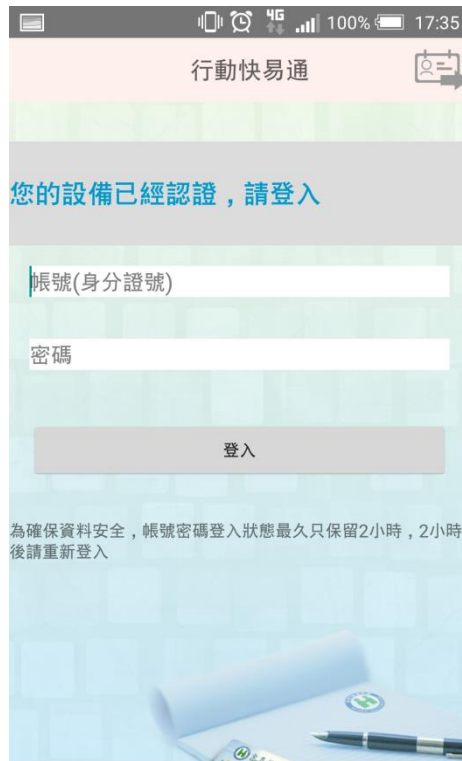 4G 100% 17:35
行動快易通
您的設備已經認證，請登入
帳號(身分證號)
密碼
登入
為確保資料安全，帳號密碼登入狀態最久只保留2小時，2小時
後請重新登入